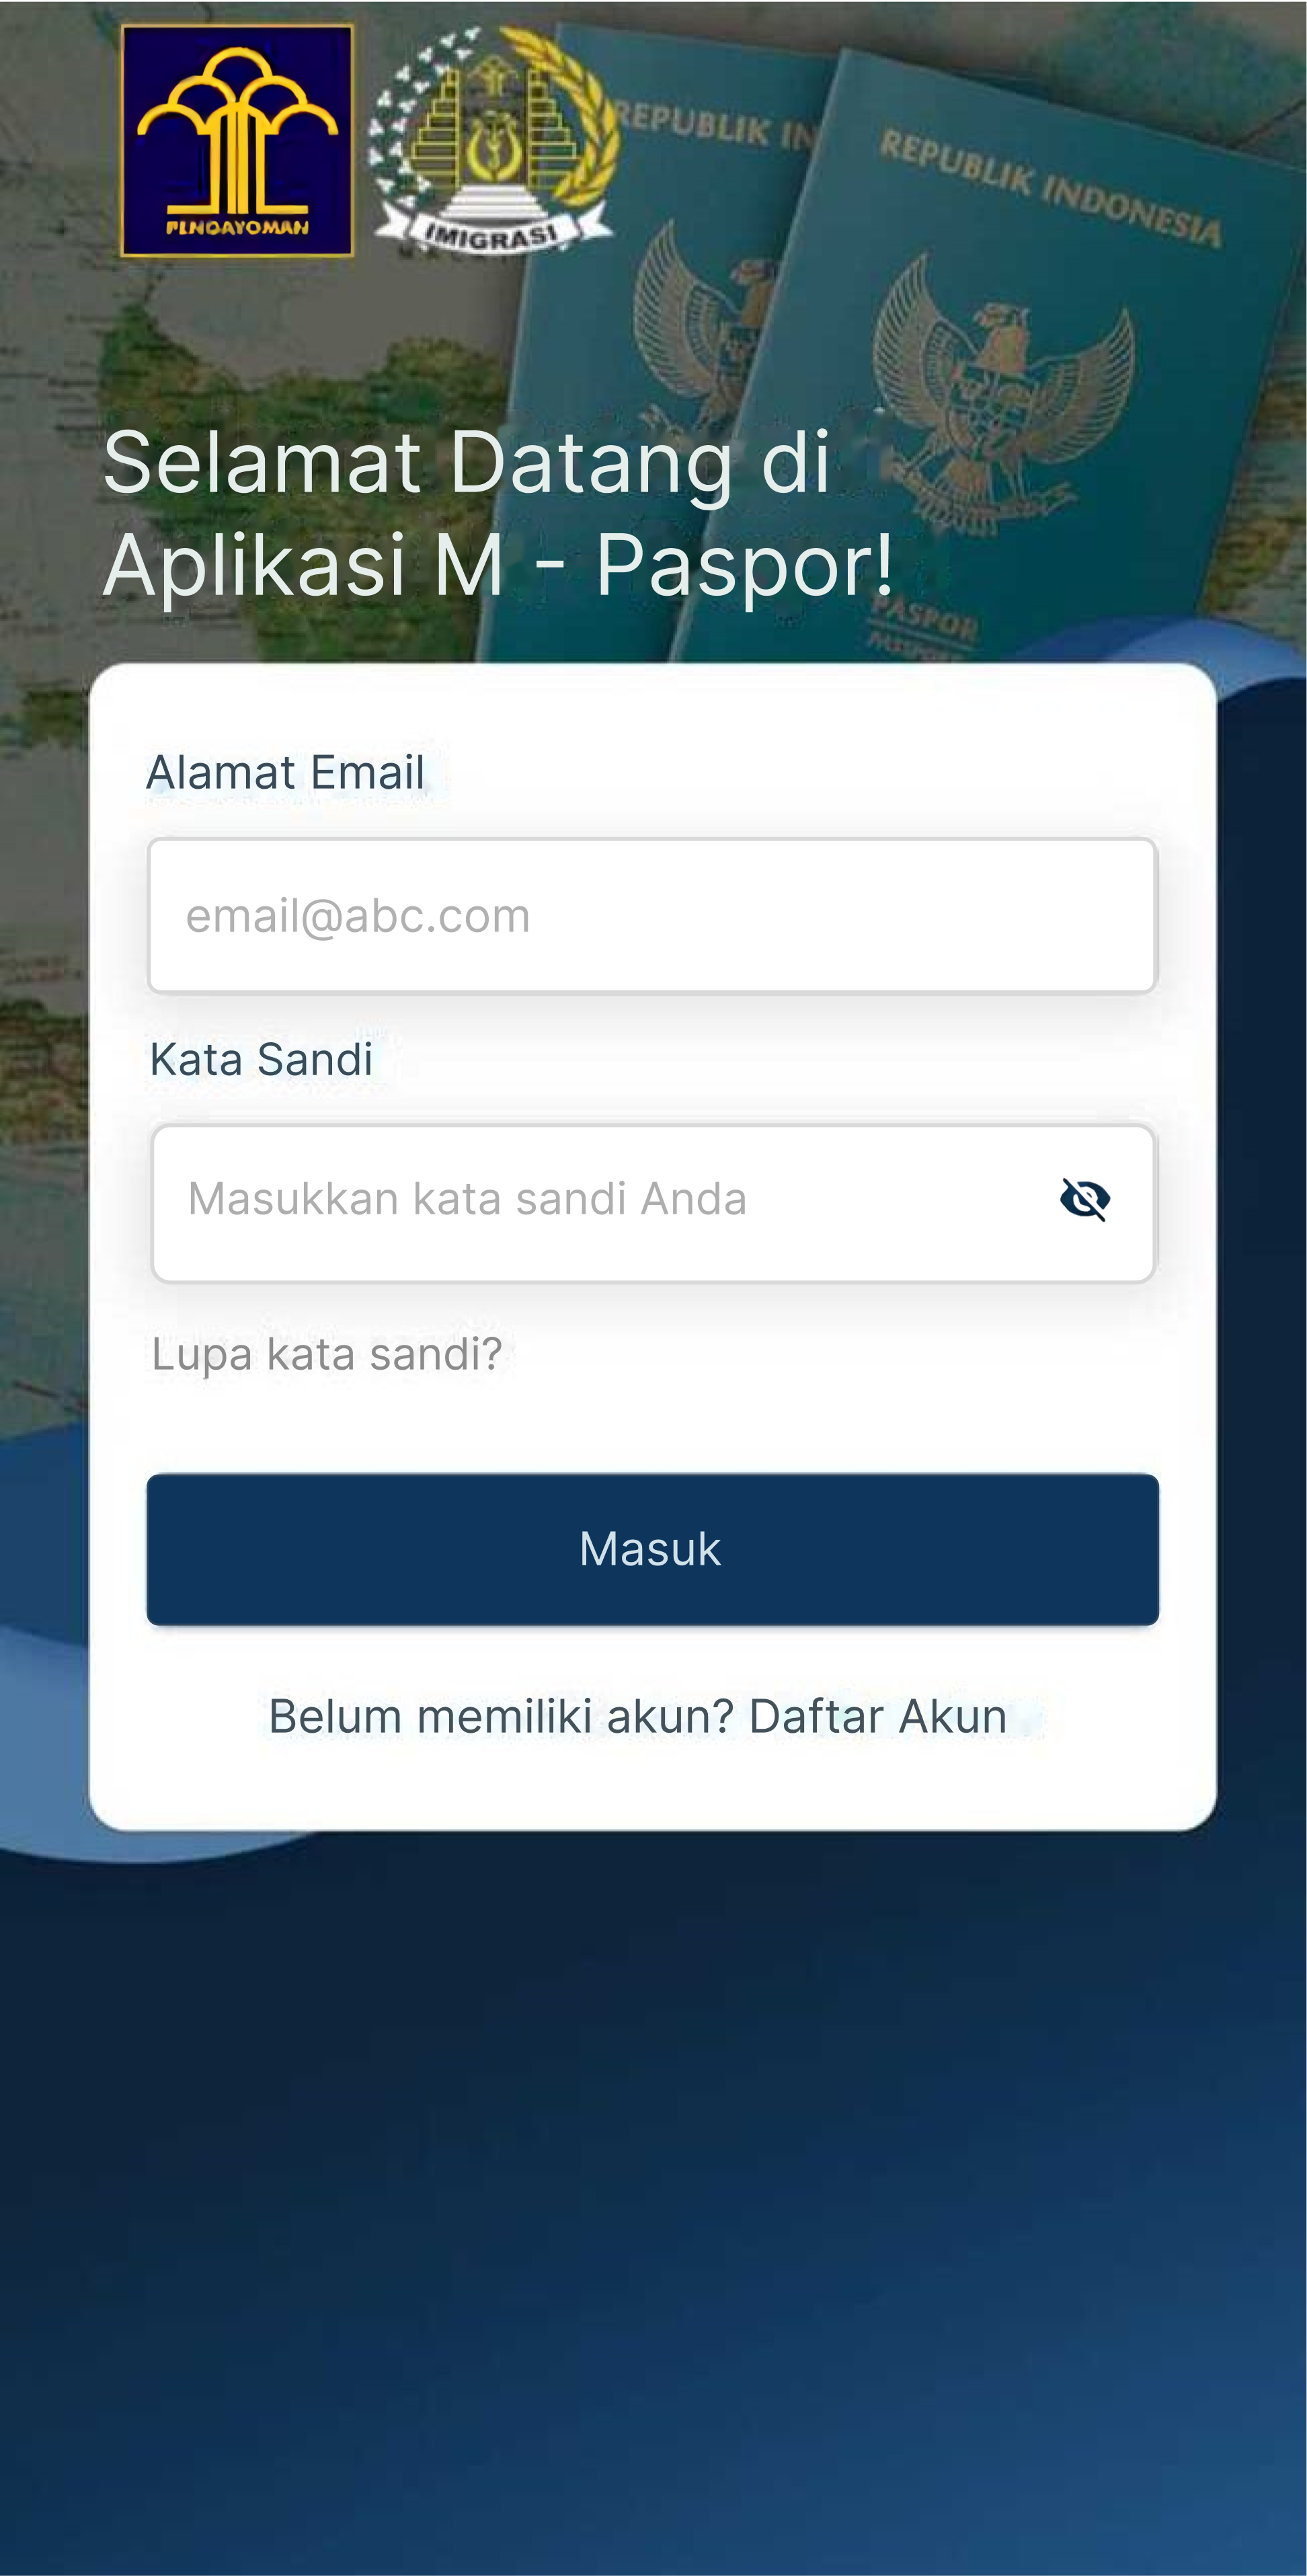 PENGAYOMAN
IMIGRASI
REPUBLIK IN
REPUBLIK INDONESIA
Selamat Datang di
Aplikasi M - Paspor!
PASPOR
Alamat Email
email@abc.com
Kata Sandi
Masukkan kata sandi Anda
Lupa kata sandi?
Masuk
Belum memiliki akun? Daftar Akun